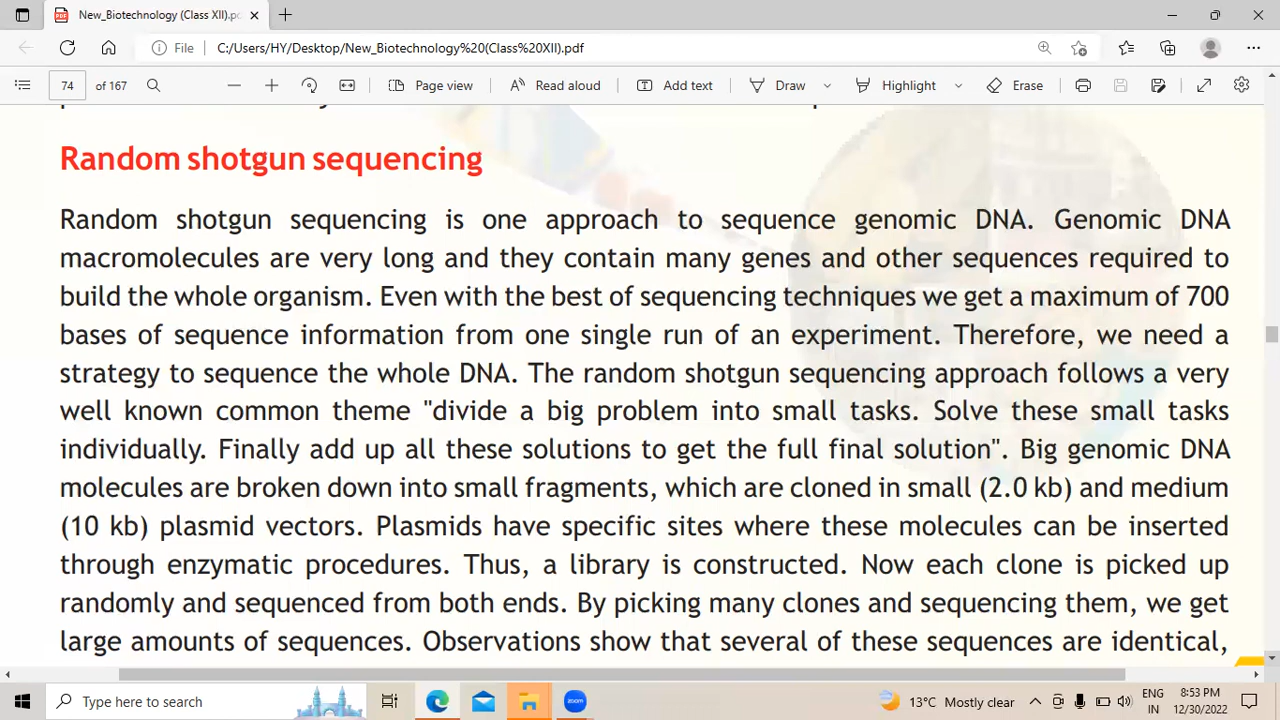 New_Biotechnology (Class XII).pdf
File C:/Users/HY/Desktop/New_Biotechnology%20(Class%20XII).pdf
74 of 167 Page view Read aloud Add text Draw Highlight Erase
Random shotgun sequencing
Random shotgun sequencing is one approach to sequence genomic DNA. Genomic DNA
macromolecules are very long and they contain many genes and other sequences required to
build the whole organism. Even with the best of sequencing techniques we get a maximum of 700
bases of sequence information from one single run of an experiment. Therefore, we need a
strategy to sequence the whole DNA. The random shotgun sequencing approach follows a very
well known common theme "divide a big problem into small tasks. Solve these small tasks
individually. Finally add up all these solutions to get the full final solution". Big genomic DNA
molecules are broken down into small fragments, which are cloned in small (2.0 kb) and medium
(10 kb) plasmid vectors. Plasmids have specific sites where these molecules can be inserted
through enzymatic procedures. Thus, a library is constructed. Now each clone is picked up
randomly and sequenced from both ends. By picking many clones and sequencing them, we get
large amounts of sequences. Observations show that several of these sequences are identical,
Type here to search
zoom
13°C Mostly clear
ENG
IN
8:53 PM
12/30/2022